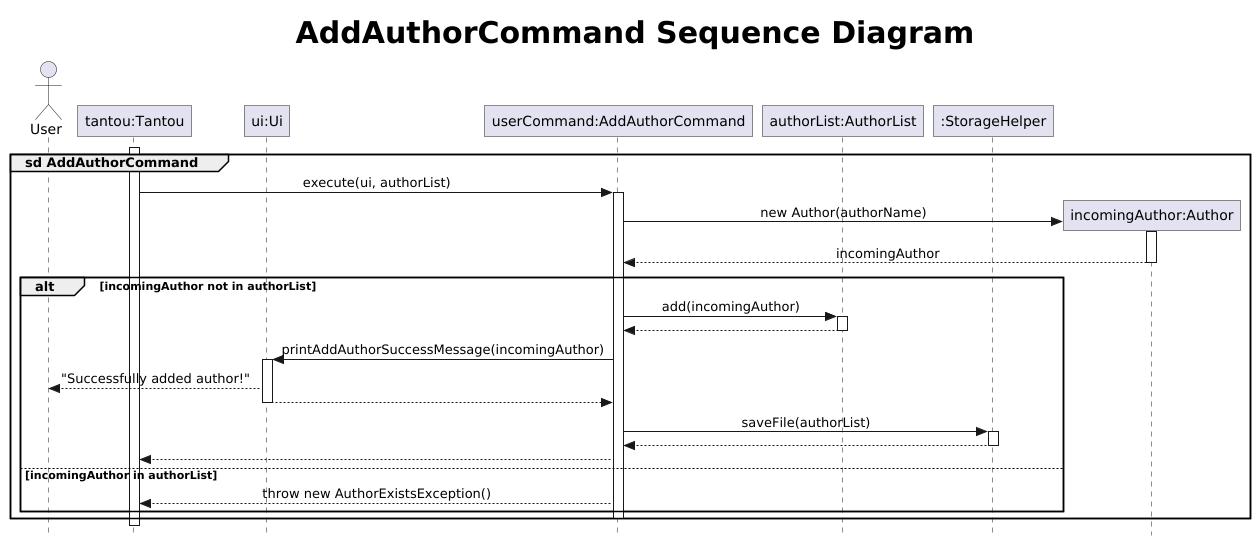 AddAuthorCommand Sequence Diagram
User
tantou:Tantou
ui:Ui
userCommand:AddAuthorCommand
authorList:AuthorList
:StorageHelper
sd AddAuthorCommand
execute(ui, authorList)
new Author(authorName)
incomingAuthor:Author
incomingAuthor
alt
[incomingAuthor not in authorList]
add(incomingAuthor)
printAddAuthorSuccessMessage(incomingAuthor)
"Successfully added author!"
saveFile(authorList)
[incomingAuthor in authorList]
throw new AuthorExistsException()